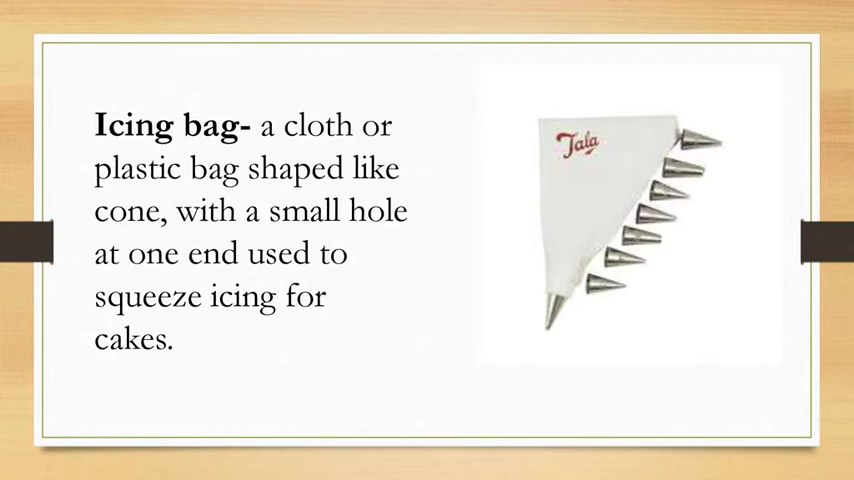 Icing bag- a cloth or
plastic bag shaped like
cone, with a small hole
at one end used to
squeeze icing for
cakes.
Tala